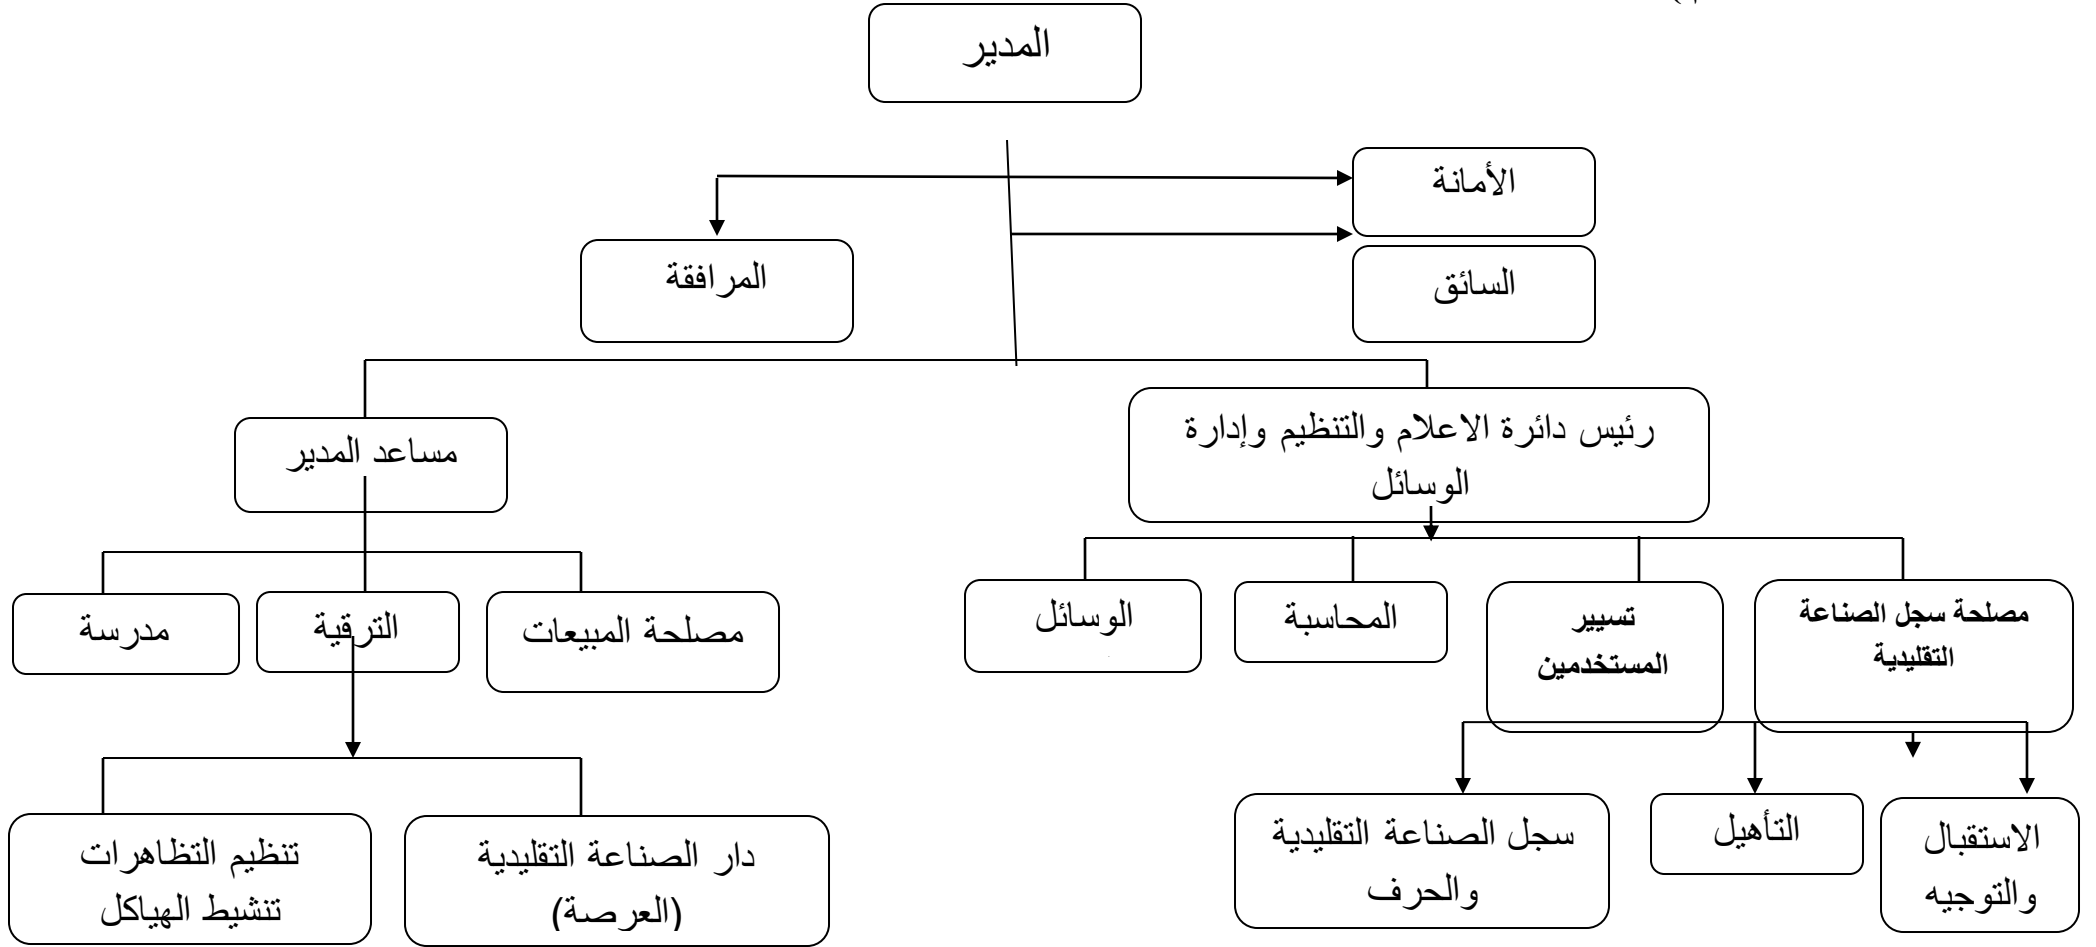 المدير
الأمانة
المرافقة
السائق
رئيس دائرة الاعلام والتنظيم وإدارة
الوسائل
مساعد المدير
مصلحة سجل الصناعة
التقليدية
تسيير
المستخدمين
المحاسبة
الوسائل
مصلحة المبيعات
الترقية
مدرسة
الاستقبال
والتوجيه
التأهيل
سجل الصناعة التقليدية
والحرف
دار الصناعة التقليدية
(العرصة)
تنظيم التظاهرات
تنشيط الهياكل